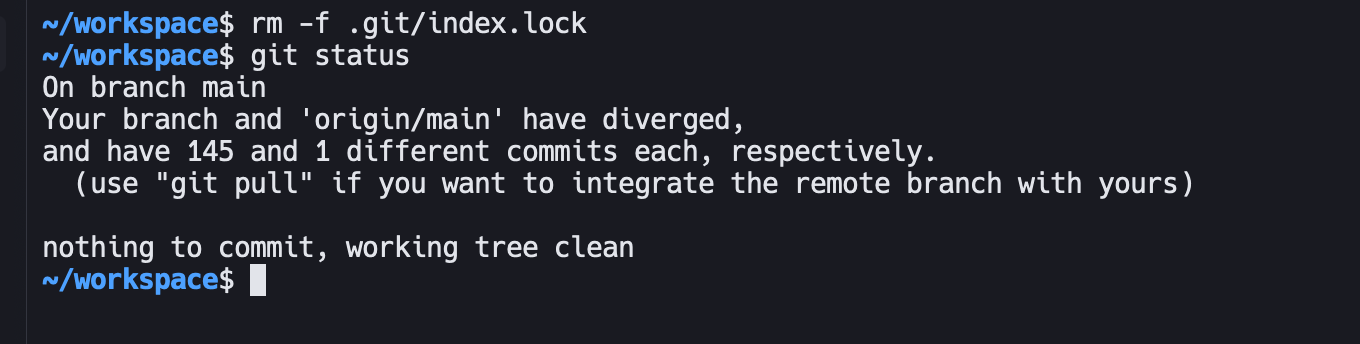 ~/workspace$ rm -f .git/index.lock
~/workspace$ git status
On branch main
Your branch and 'origin/main' have diverged,
and have 145 and 1 different commits each, respectively.
  (use "git pull" if you want to integrate the remote branch with yours)
nothing to commit, working tree clean
~/workspace$